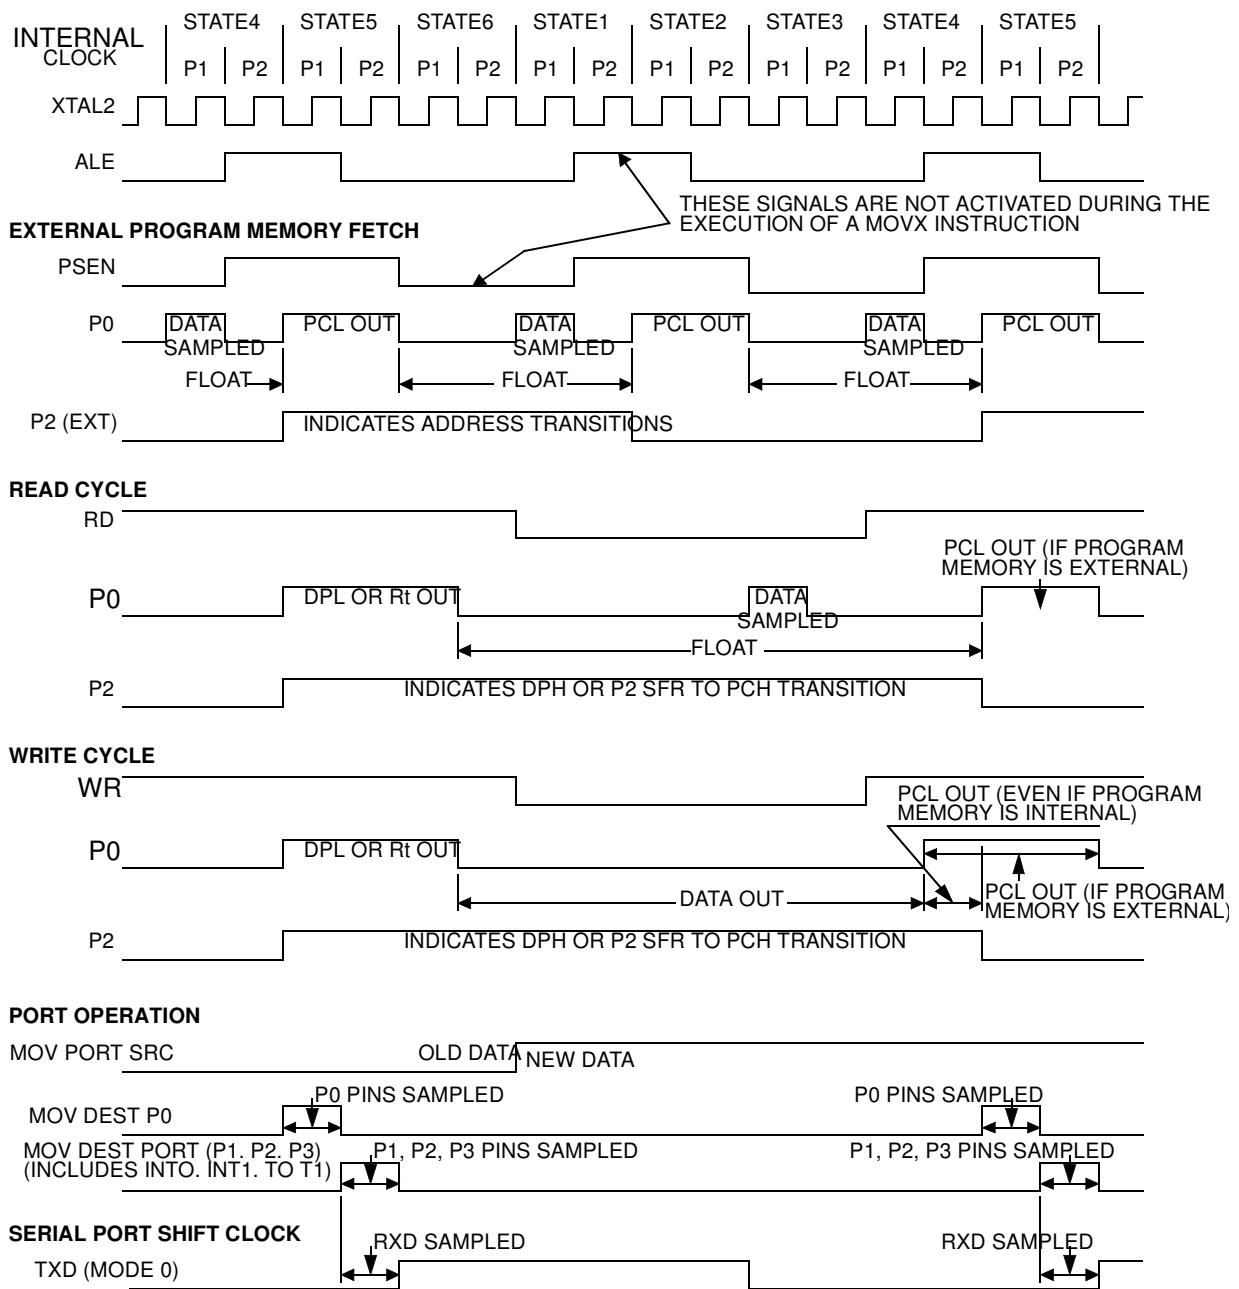 STATE4 STATE5 STATE6 STATE1 STATE2 STATE3 STATE4 STATE5
INTERNAL
CLOCK
P1 P2 P1 P2 P1 P2 P1 P2 P1 P2 P1 P2 P1 P2 P1 P2
XTAL2
ALE
THESE SIGNALS ARE NOT ACTIVATED DURING THE
EXECUTION OF A MOVX INSTRUCTION
EXTERNAL PROGRAM MEMORY FETCH
PSEN
P0 DATA PCL OUT DATA PCL OUT DATA PCL OUT
SAMPLED SAMPLED SAMPLED
FLOAT FLOAT FLOAT
P2 (EXT) INDICATES ADDRESS TRANSITIONS
READ CYCLE
RD
PCL OUT (IF PROGRAM
MEMORY IS EXTERNAL)
P0 DPL OR Rt OUT DATA
SAMPLED
FLOAT
P2 INDICATES DPH OR P2 SFR TO PCH TRANSITION
WRITE CYCLE
WR
PCL OUT (EVEN IF PROGRAM
MEMORY IS INTERNAL)
P0 DPL OR Rt OUT
DATA OUT
PCL OUT (IF PROGRAM
MEMORY IS EXTERNAL)
P2 INDICATES DPH OR P2 SFR TO PCH TRANSITION
PORT OPERATION
MOV PORT SRC OLD DATA NEW DATA
P0 PINS SAMPLED P0 PINS SAMPLED
MOV DEST P0
MOV DEST PORT (P1. P2. P3) P1, P2, P3 PINS SAMPLED P1, P2, P3 PINS SAMPLED
(INCLUDES INTO. INT1. TO T1)
SERIAL PORT SHIFT CLOCK
RXD SAMPLED RXD SAMPLED
TXD (MODE 0)